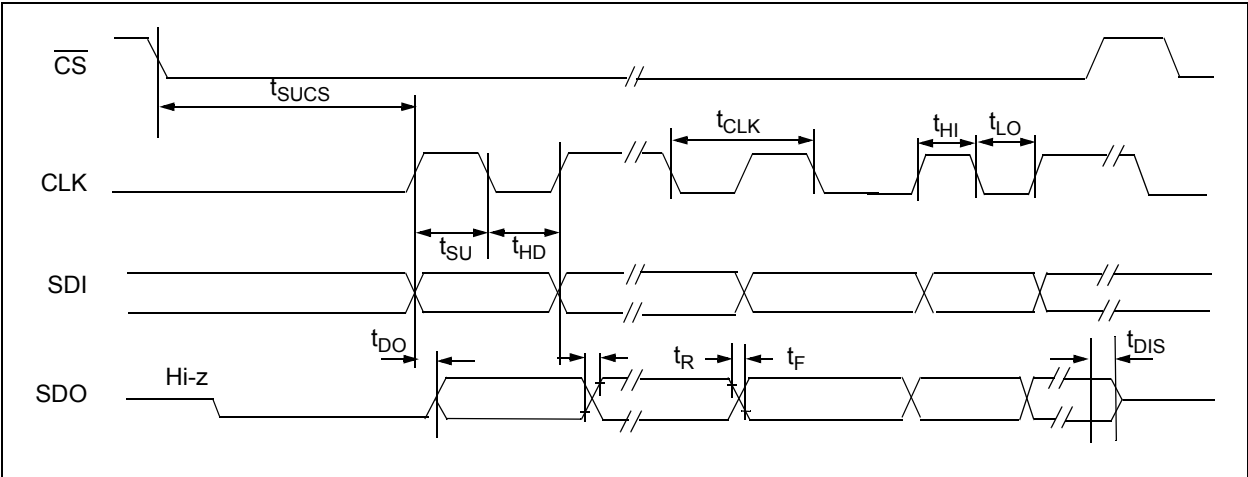 CS
tSUCS
tCLK
tHI
tLO
CLK
tSU
tHD
SDI
tDO
tR
tF
tDIS
Hi-z
SDO